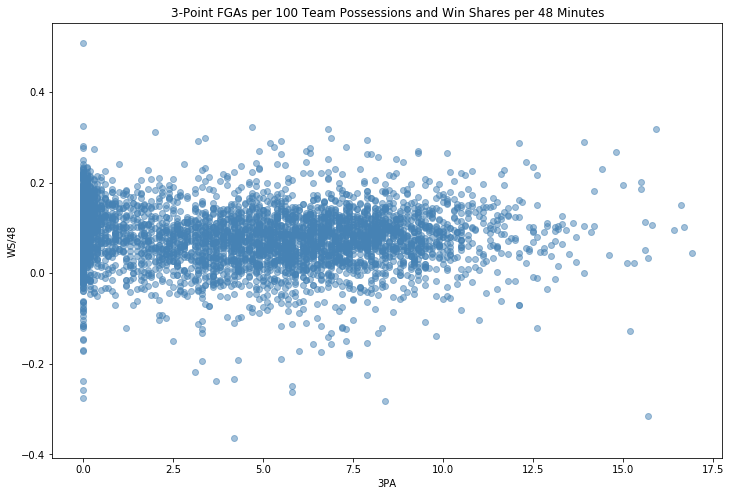 3-Point FGAs per 100 Team Possessions and Win Shares per 48 Minutes
WS/48
0.4
0.2
0.0
−0.2
−0.4
0.0 2.5 5.0 7.5 10.0 12.5 15.0 17.5
3PA